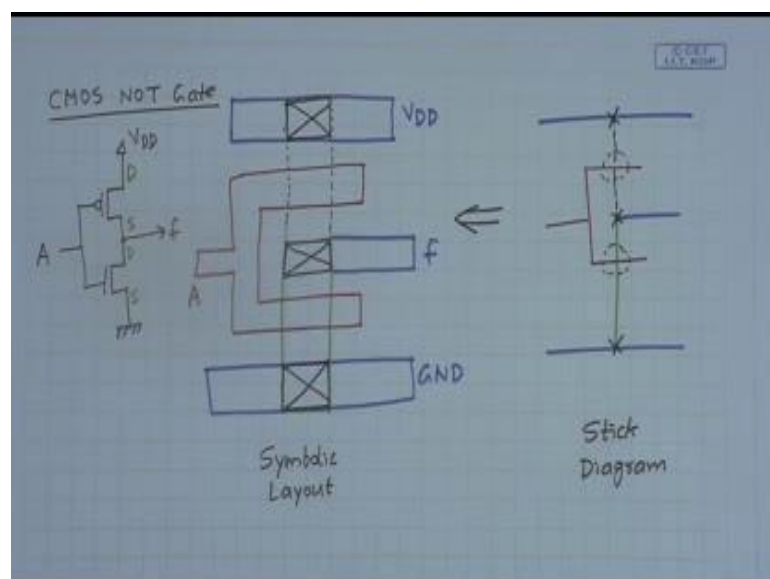 CMOS NOT Gate
VDD
D
S
D
S
A
f
VDD
f
A
GND
Symbolic
Layout
Stick
Diagram